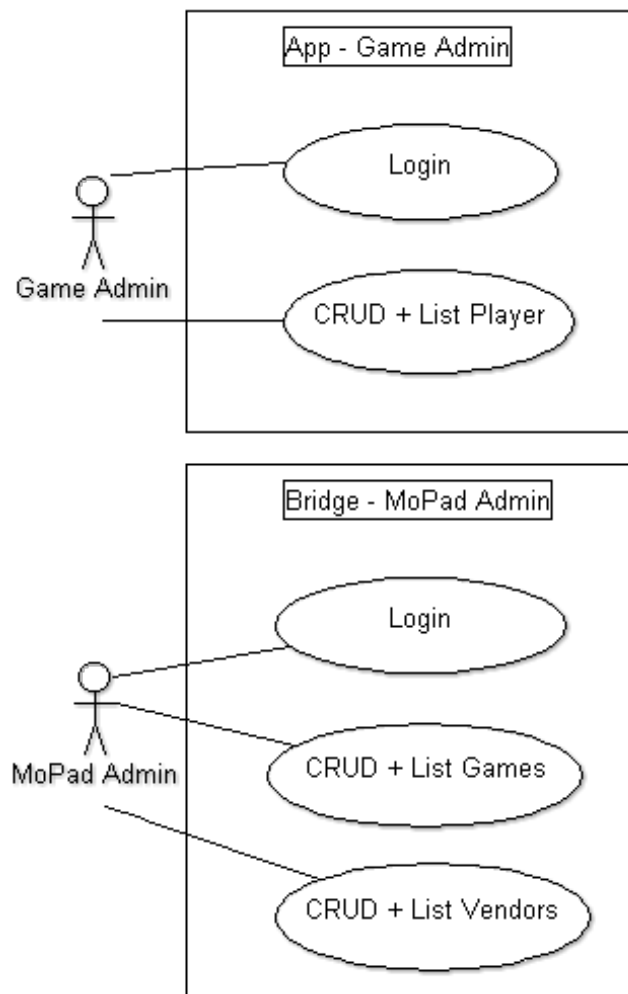 App - Game Admin
Login
Game Admin
CRUD + List Player
Bridge - MoPad Admin
Login
MoPad Admin
CRUD + List Games
CRUD + List Vendors